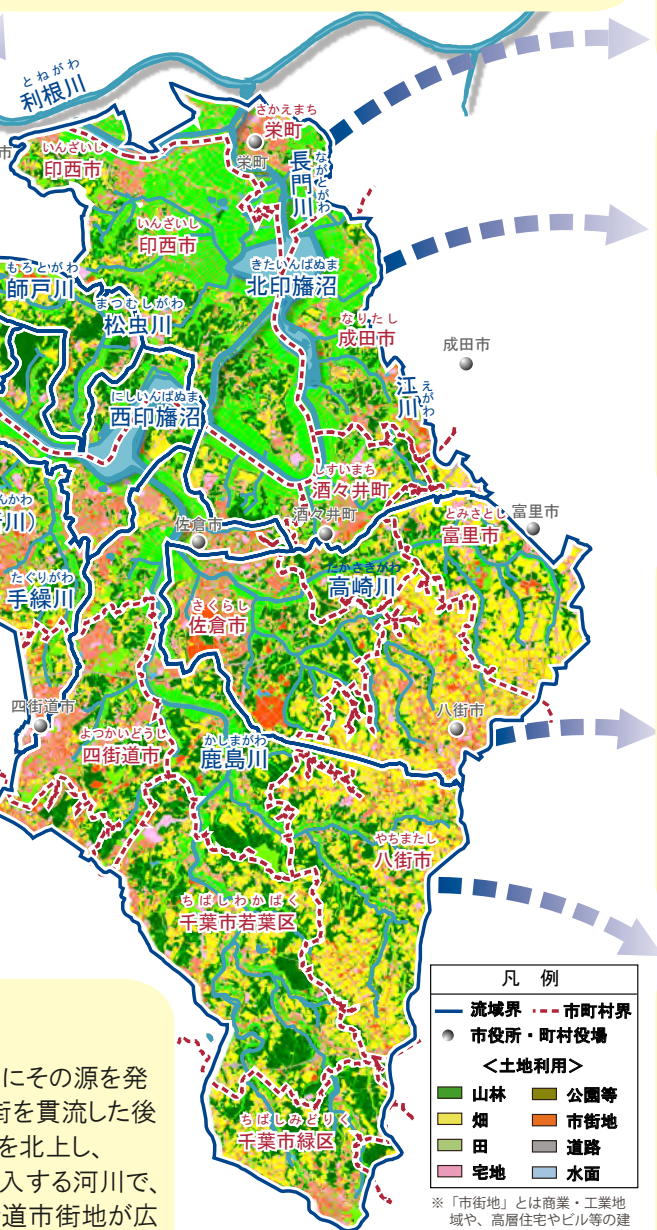 とねがわ
利根川
さかえまち
栄町
栄町
いんざいし
印西市
市
ながとがわ
長門川
いんざいし
印西市
もろとがわ
師戸川
まつむしがわ
松虫川
きたいんばぬま
北印旛沼
なりたし
成田市
成田市
えがわ
江川
にしいんばぬま
西印旛沼
しすいまち
酒々井町
酒々井町
佐倉市
とみさとし
富里市
富里市
んかわ
川）
たぐりがわ
手繰川
さくらし
佐倉市
たかさきがわ
高崎川
四街道市
よつかいどうし
四街道市
かしまがわ
鹿島川
八街市
やちまたし
八街市
ちばしわかばく
千葉市若葉区
ちばしみどりく
千葉市緑区
にその源を発
街を貫流した後
を北上し、
入する河川で、
道市街地が広
凡 例
流域界 市町村界
市役所・町村役場
＜土地利用＞
山林 公園等
畑 市街地
田 道路
宅地 水面
※「市街地」とは商業・工業地
域や、高層住宅やビル等の建